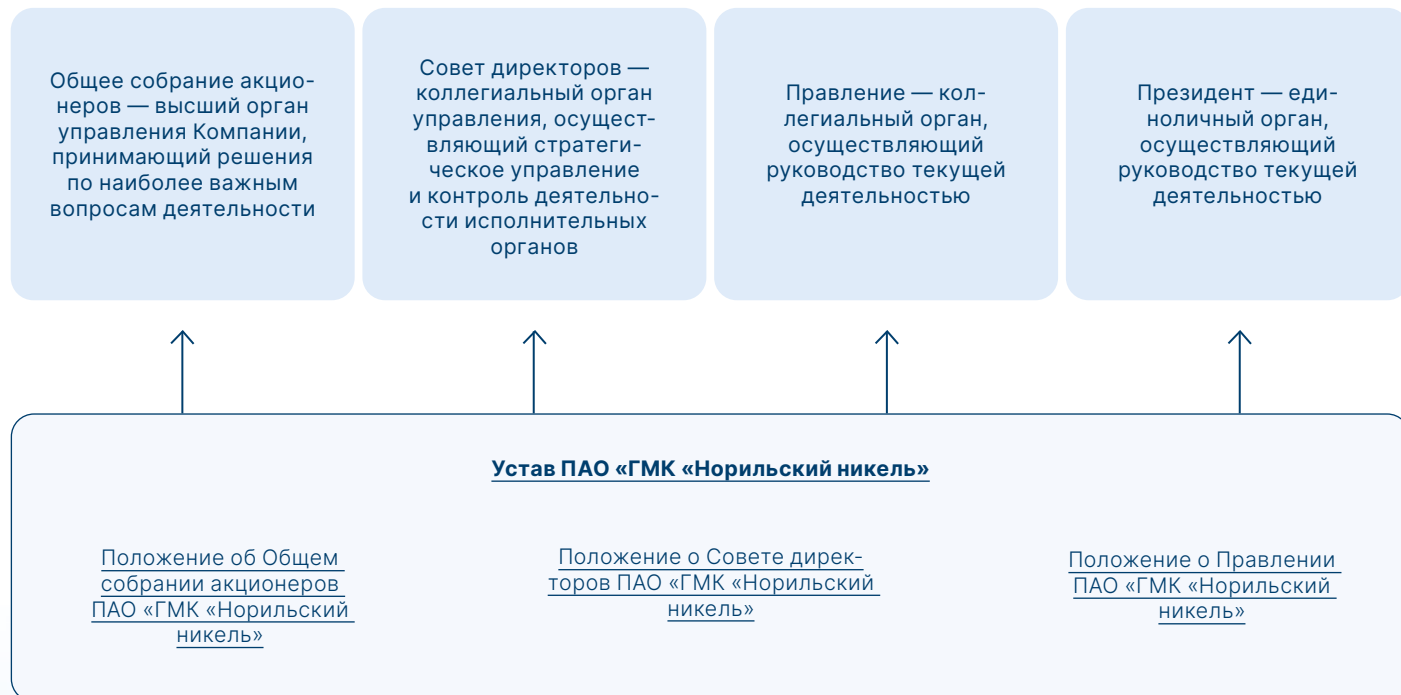 Общее собрание акцио-
неров — высший орган
управления Компании,
принимающий решения
по наиболее важным
вопросам деятельности
Совет директоров —
коллегиальный орган
управления, осущест-
вляющий стратеги-
ческое управление
и контроль деятельно-
сти исполнительных
органов
Правление — кол-
легиальный орган,
осуществляющий
руководство текущей
деятельностью
Президент — еди-
ноличный орган,
осуществляющий
руководство текущей
деятельностью
Устав ПАО «ГМК «Норильский никель»
Положение об Общем
собрании акционеров
ПАО «ГМК «Норильский
никель»
Положение о Совете дирек-
торов ПАО «ГМК «Норильский
никель»
Положение о Правлении
ПАО «ГМК «Норильский
никель»